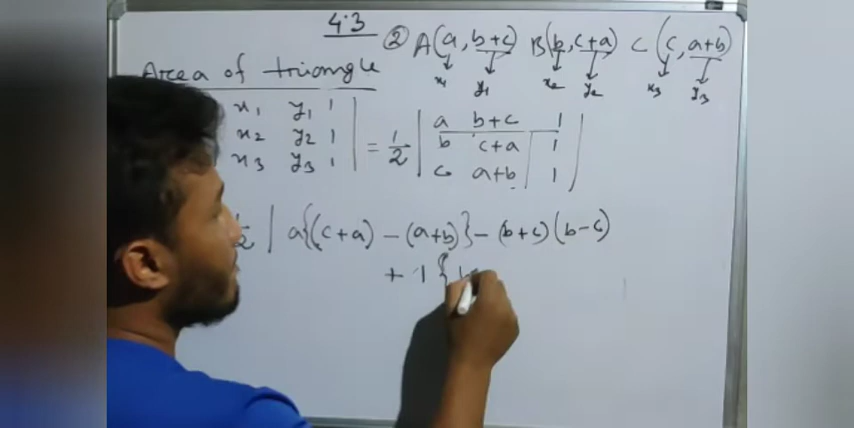 4.3
② A(a, b+c) B(b, c+a) C(c, a+b)
x₁ y₁ x₂ y₂ x₃ y₃
Area of triangle
x₁ y₁ 1 | = 1/2 | a b+c 1 |
x₂ y₂ 1 | b c+a 1 |
x₃ y₃ 1 | c a+b 1 |
| a{(c+a) - (a+b)} - (b+c)(b-c)
+ 1{